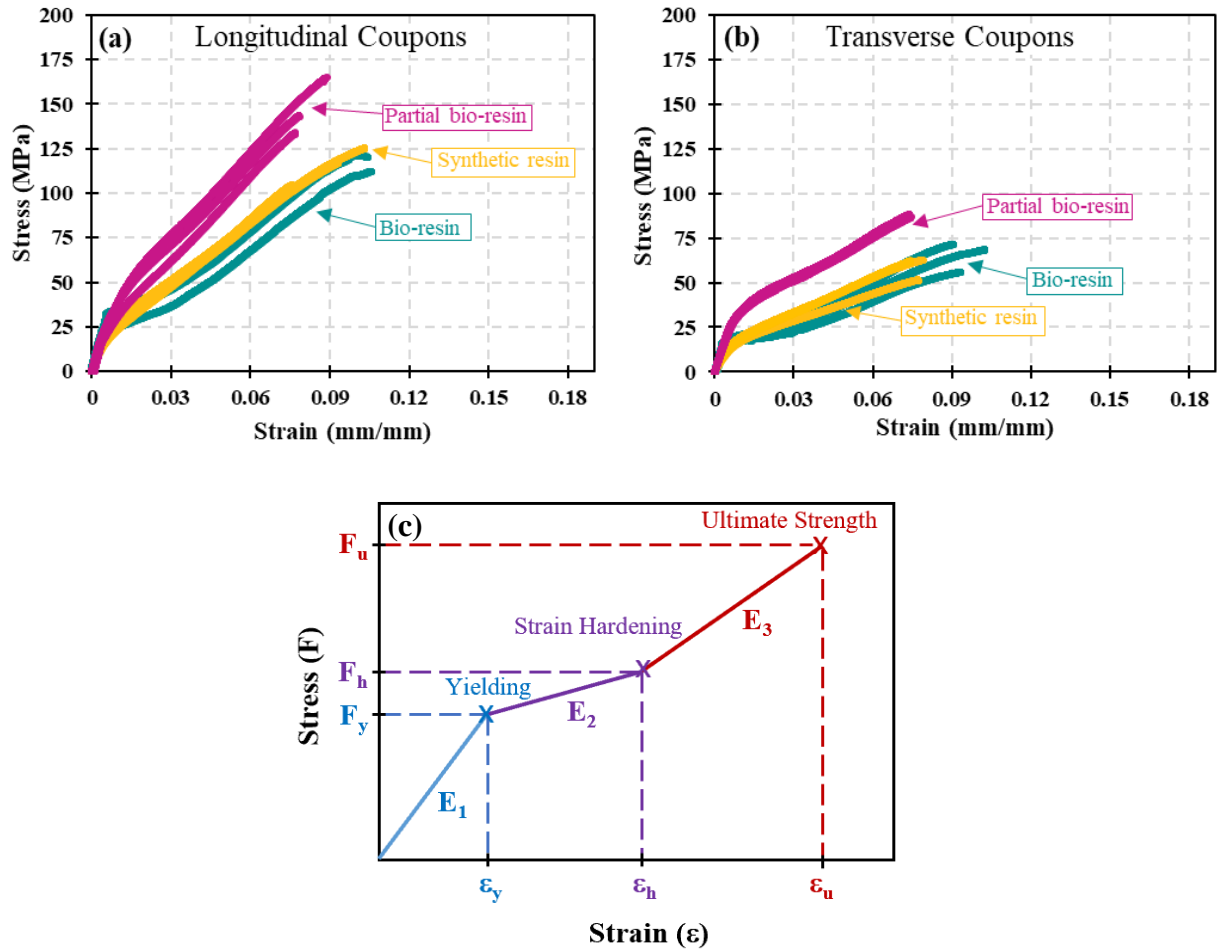 (a) Longitudinal Coupons
Stress (MPa)
200
175
150
125
100
75
50
25
0
Partial bio-resin
Synthetic resin
Bio-resin
0 0.03 0.06 0.09 0.12 0.15 0.18
Strain (mm/mm)
(b) Transverse Coupons
Stress (MPa)
200
175
150
125
100
75
50
25
0
Partial bio-resin
Bio-resin
Synthetic resin
0 0.03 0.06 0.09 0.12 0.15 0.18
Strain (mm/mm)
(c)
Ultimate Strength
Fu
E3
Strain Hardening
Fh
Yielding
Fy
E2
E1
Stress (F)
εy εh εu
Strain (ε)